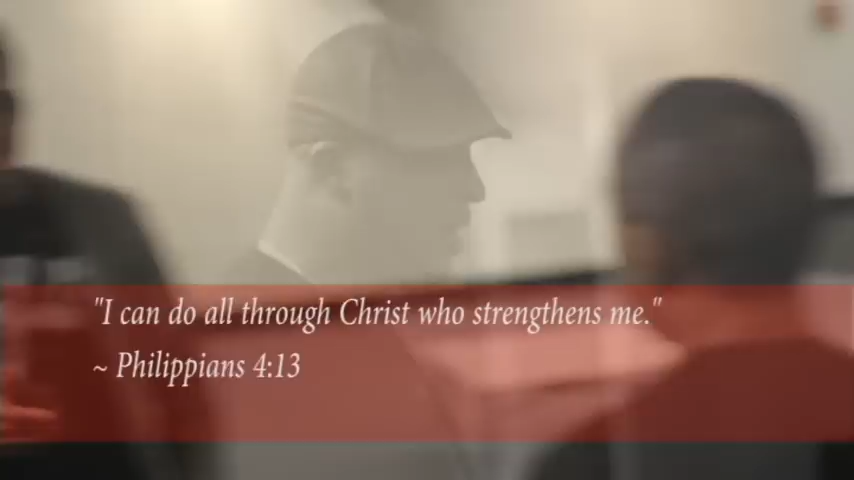 "I can do all through Christ who strengthens me."
~ Philippians 4:13